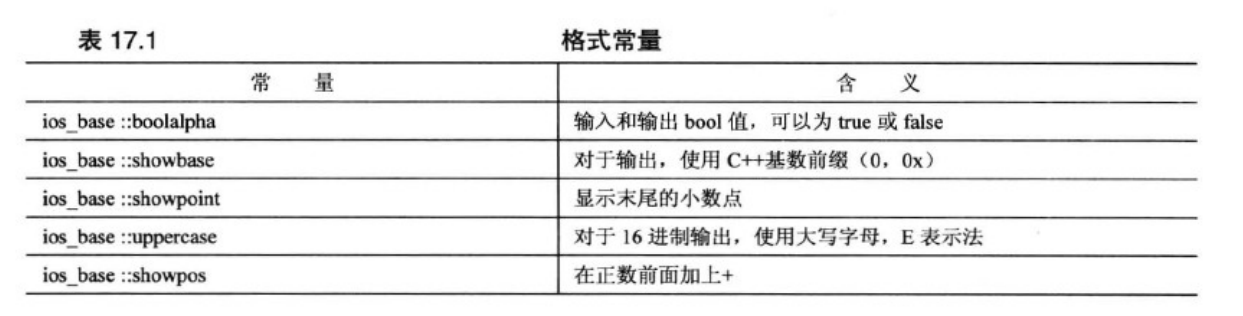 表 17.1 格式常量
常 量 含 义
ios_base ::boolalpha 输入和输出 bool 值，可以为 true 或 false
ios_base ::showbase 对于输出，使用 C++基数前缀（0，0x）
ios_base ::showpoint 显示末尾的小数点
ios_base ::uppercase 对于 16 进制输出，使用大写字母，E 表示法
ios_base ::showpos 在正数前面加上+